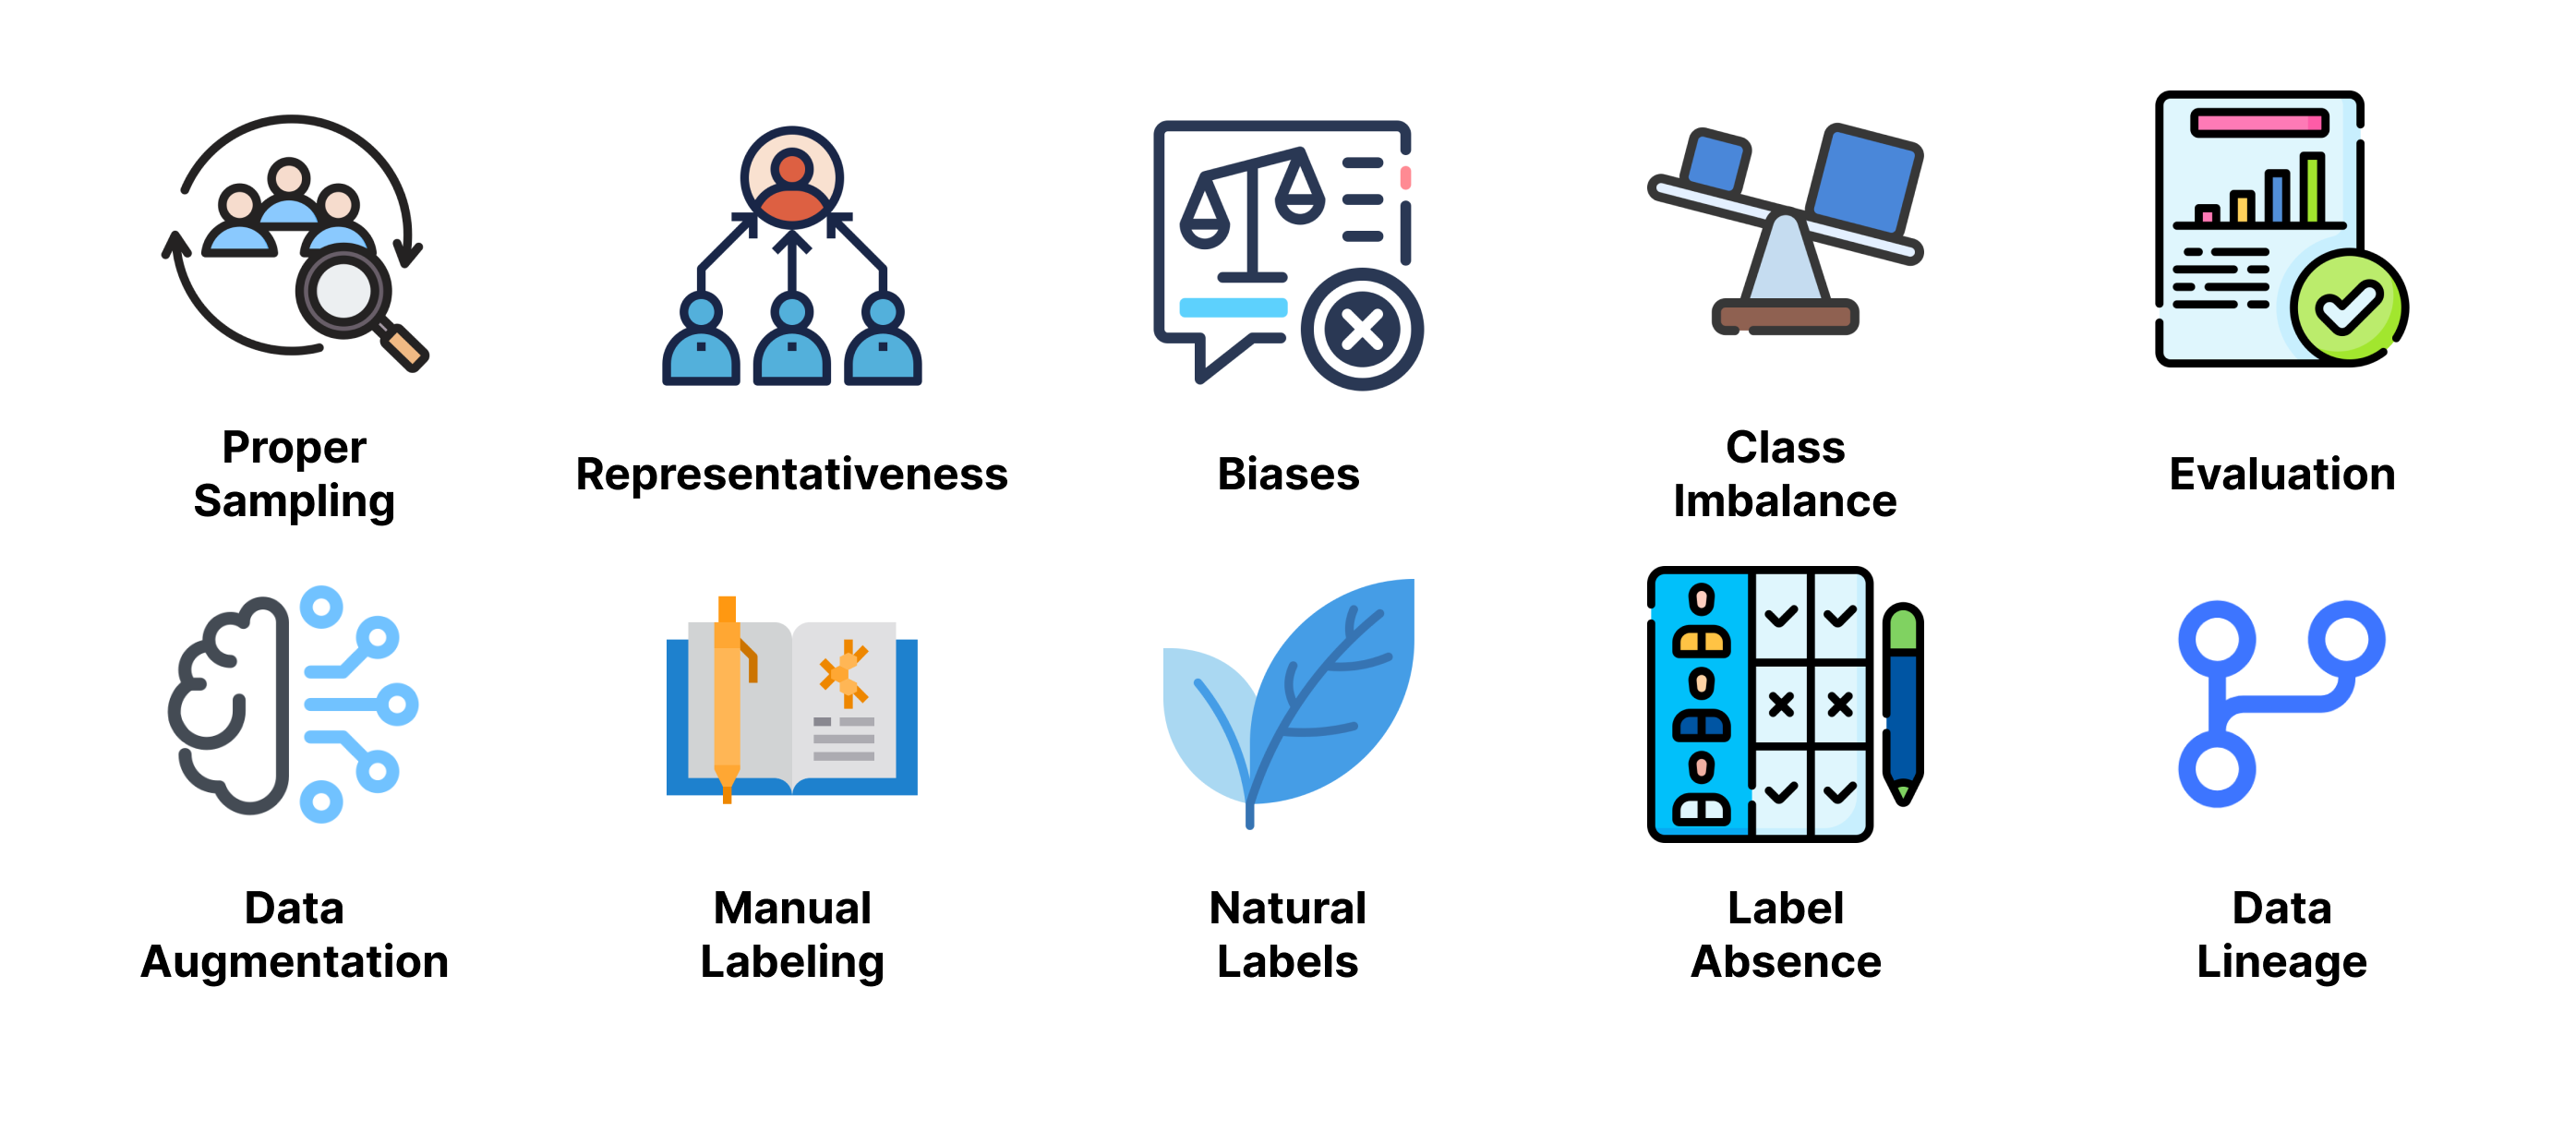 Proper
Sampling
Representativeness
Biases
Class
Imbalance
Evaluation
Data
Augmentation
Manual
Labeling
Natural
Labels
Label
Absence
Data
Lineage